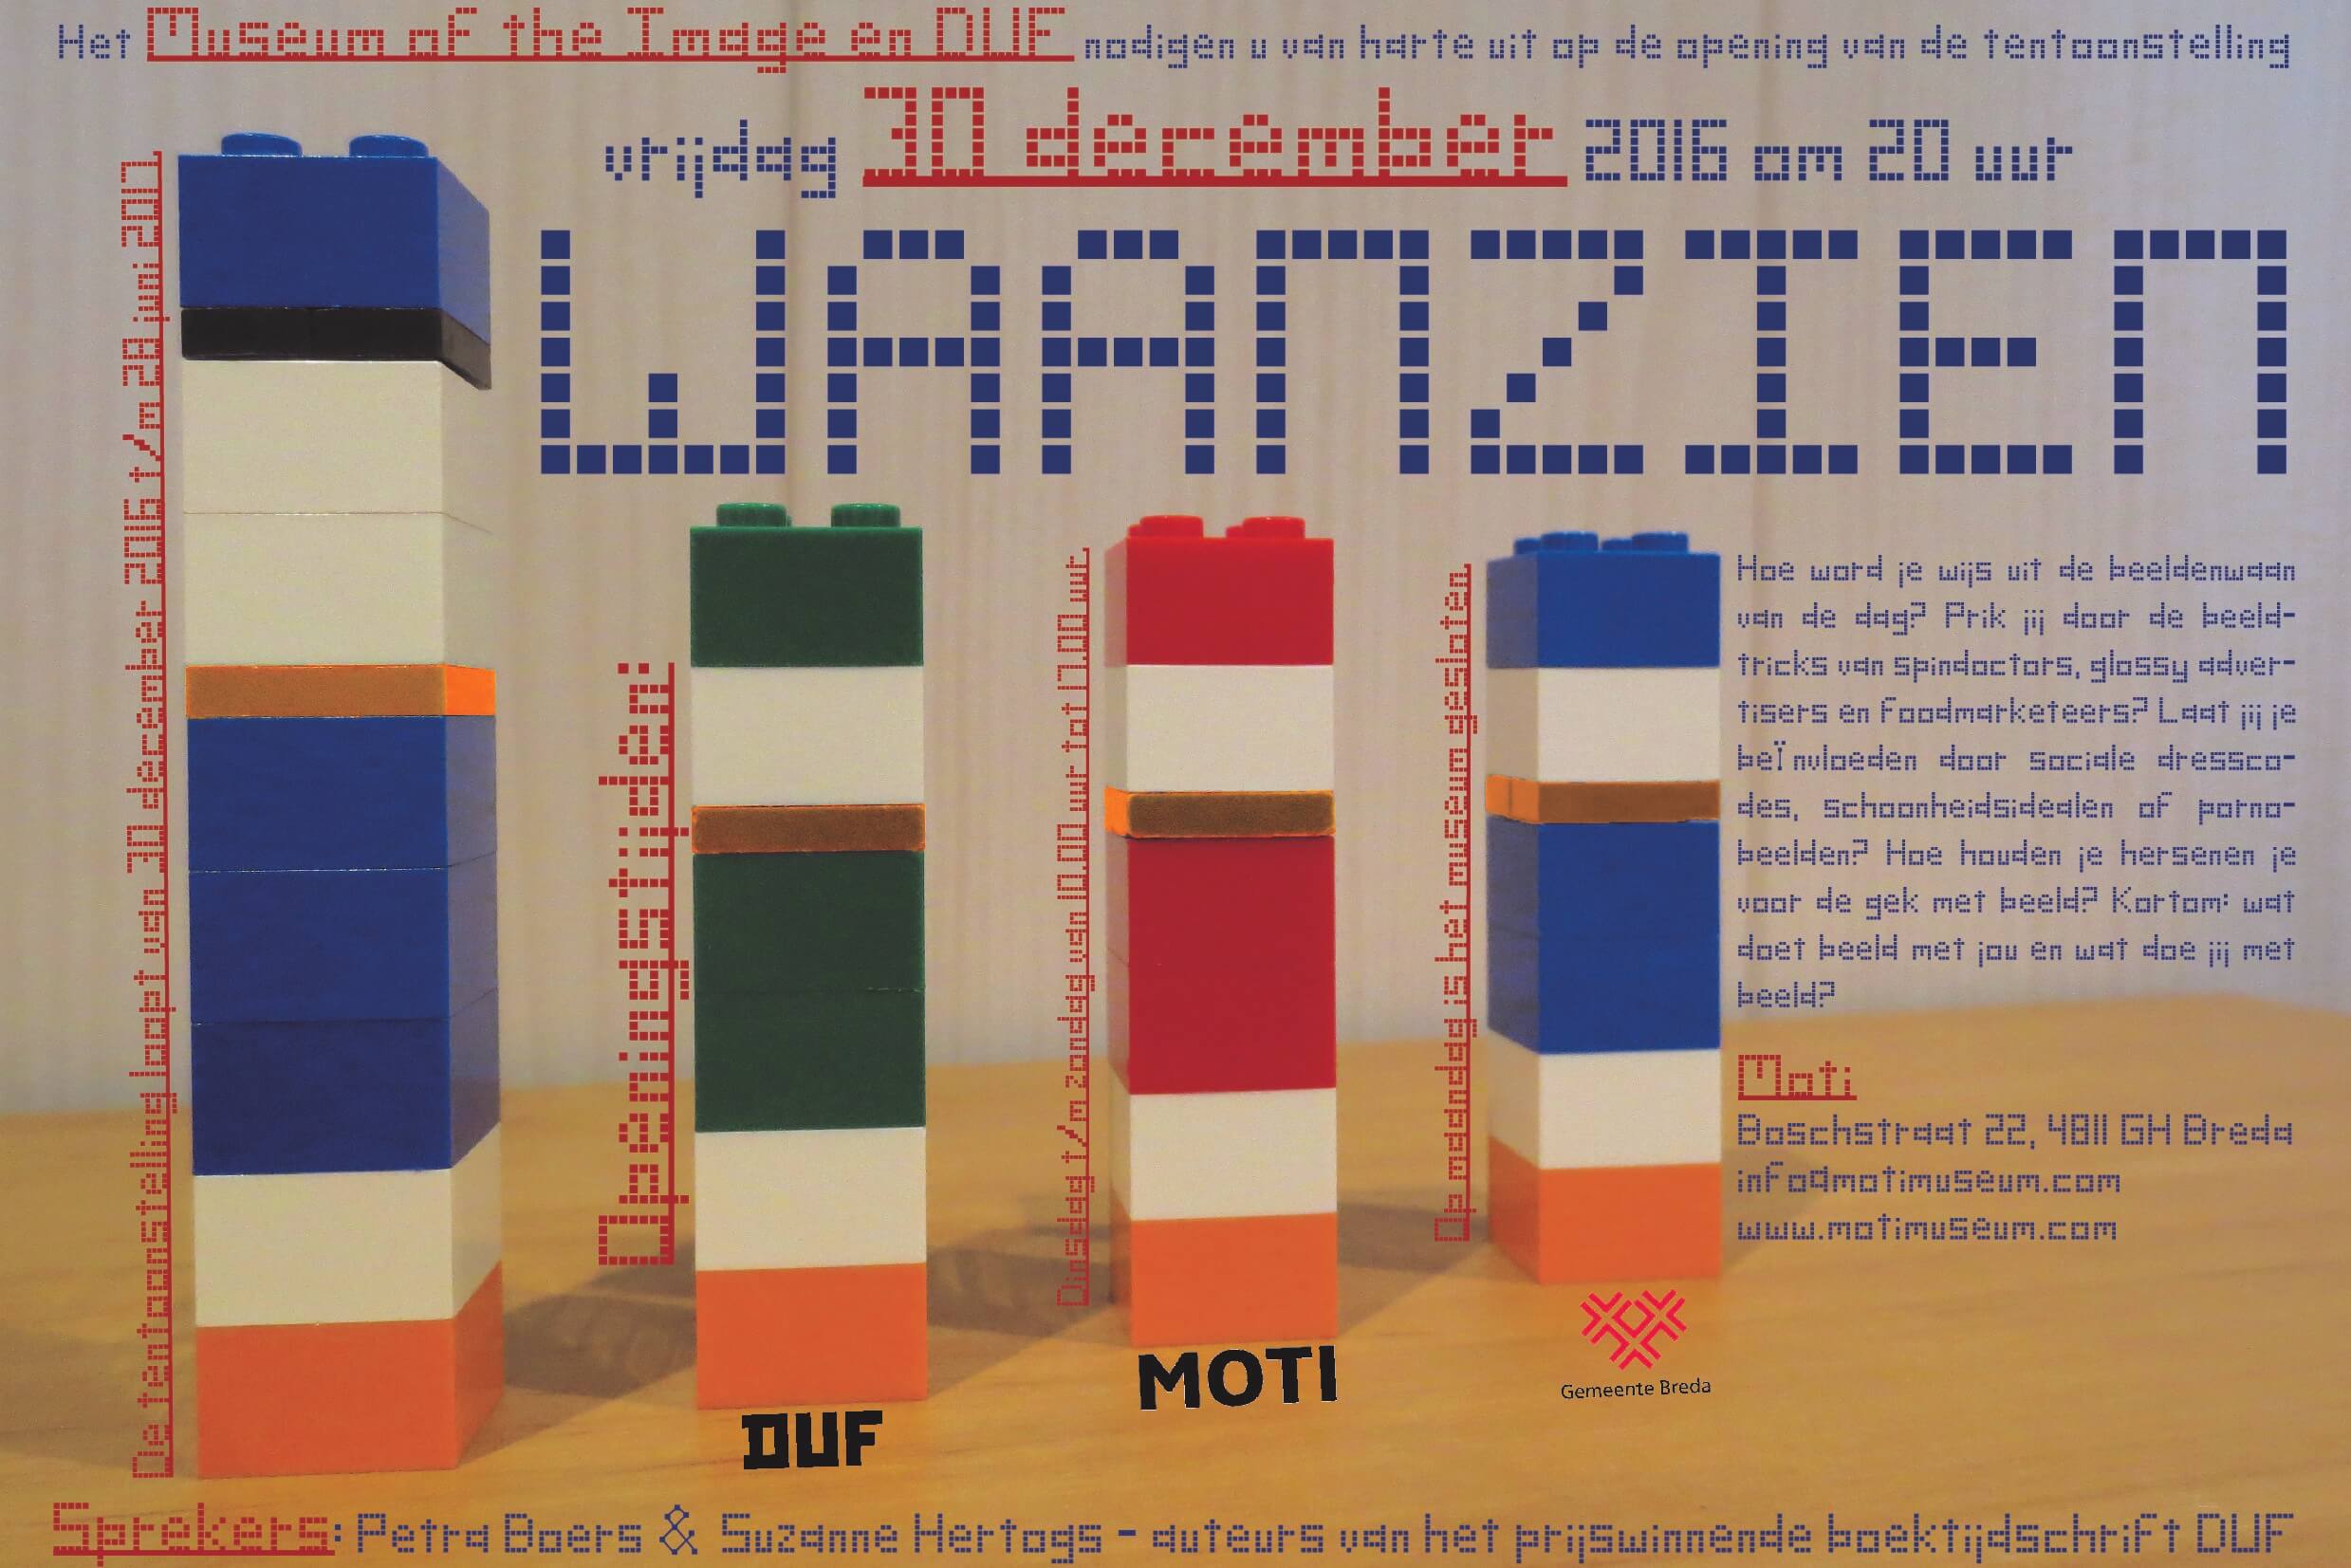 Het Museum of the Image en DUF nodigen u van harte uit op de opening van de tentoonstelling
vrijdag 30 december 2016 om 20 uur
WAANZIEN
De tentoonstelling loopt van 30 december 2016 t/m 28 juni 2017
Openingstijden:
Dinsdag t/m zondag van 10.00 uur tot 17.00 uur
Op maandag is het museum gesloten
Hoe word je wijs uit de beeldenwaan
van de dag? Prik jij door de beeld-
tricks van spindoctors, glossy adver-
tisers en foodmarketeers? Laat jij je
beïnvloeden door sociale dressco-
des, schoonheidsidealen of porno-
beelden? Hoe houden je hersenen je
voor de gek met beeld? Kortom: wat
doet beeld met jou en wat doe jij met
beeld?
Moti
Boschstraat 22, 4811 GH Breda
info@motimuseum.com
www.motimuseum.com
DUF
MOTI
Gemeente Breda
Sprekers: Petra Boers & Suzanne Hertogs - auteurs van het prijswinnende boektijdschrift DUF